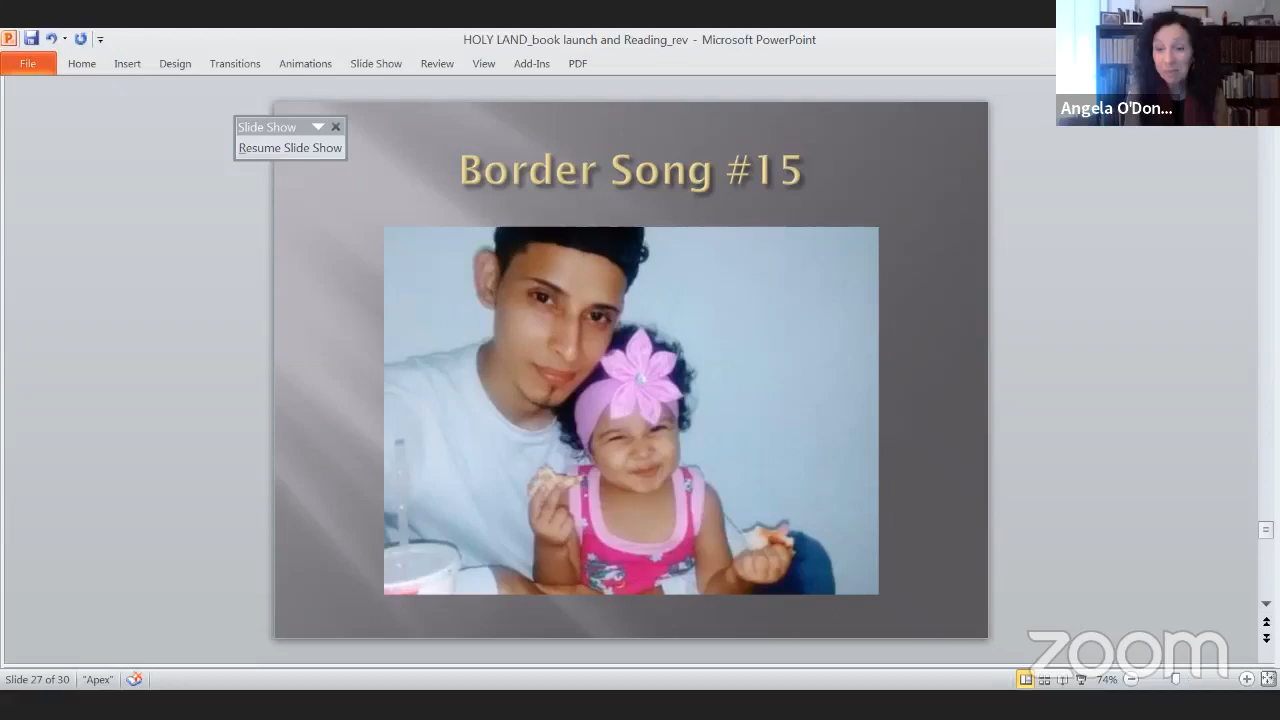 HOLY LAND_book launch and Reading_rev - Microsoft PowerPoint
File Home Insert Design Transitions Animations Slide Show Review View Add-Ins PDF
Angela O'Don...
Slide Show
Resume Slide Show
Border Song #15
zoom
Slide 27 of 30 "Apex" 74%